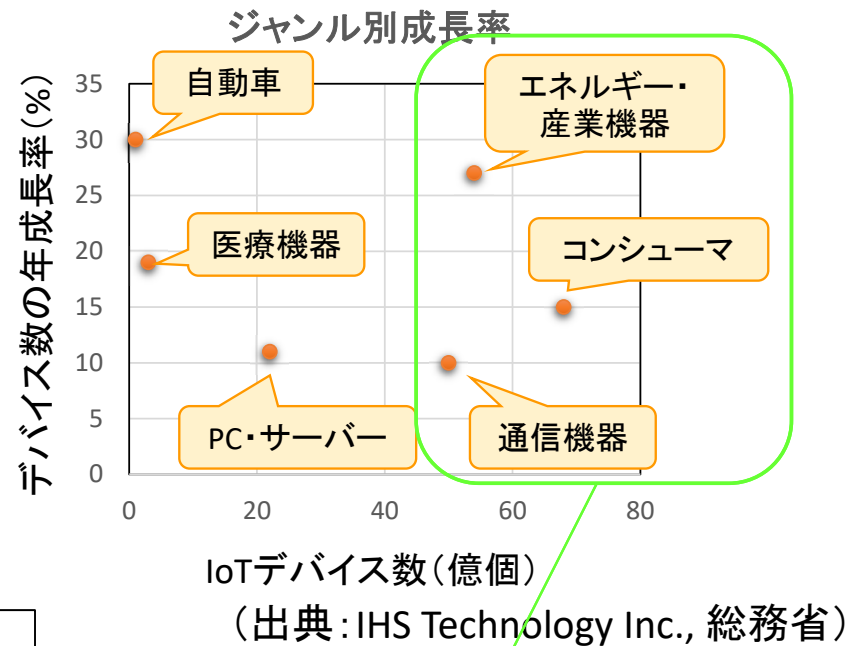 ジャンル別成長率
デバイス数の年成長率(%)
35
30
25
20
15
10
5
0
自動車
エネルギー・
産業機器
医療機器
コンシューマ
PC・サーバー
通信機器
0
20
40
60
80
IoTデバイス数(億個)
(出典:IHS Technology Inc., 総務省)